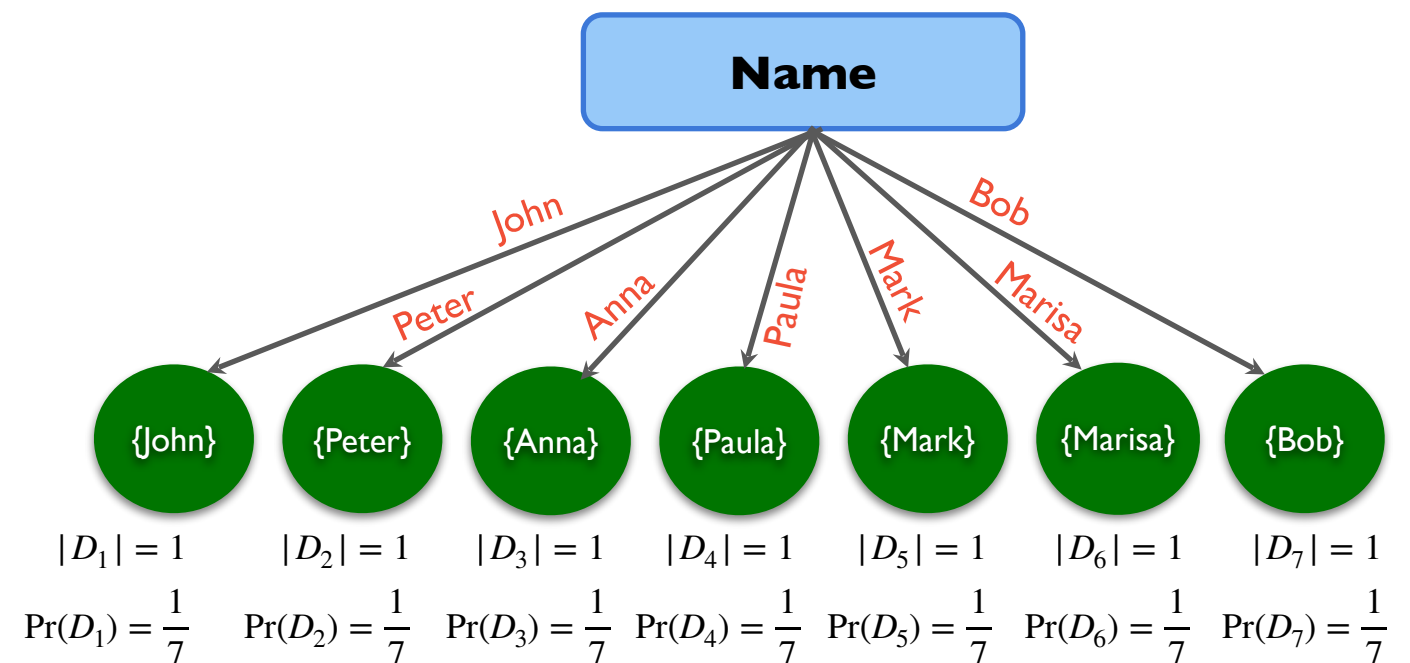 Name
John
Peter
Anna
Paula
Mark
Marisa
Bob
{John} {Peter} {Anna} {Paula} {Mark} {Marisa} {Bob}
|D₁| = 1 |D₂| = 1 |D₃| = 1 |D₄| = 1 |D₅| = 1 |D₆| = 1 |D₇| = 1
Pr(D₁) = 1/7 Pr(D₂) = 1/7 Pr(D₃) = 1/7 Pr(D₄) = 1/7 Pr(D₅) = 1/7 Pr(D₆) = 1/7 Pr(D₇) = 1/7